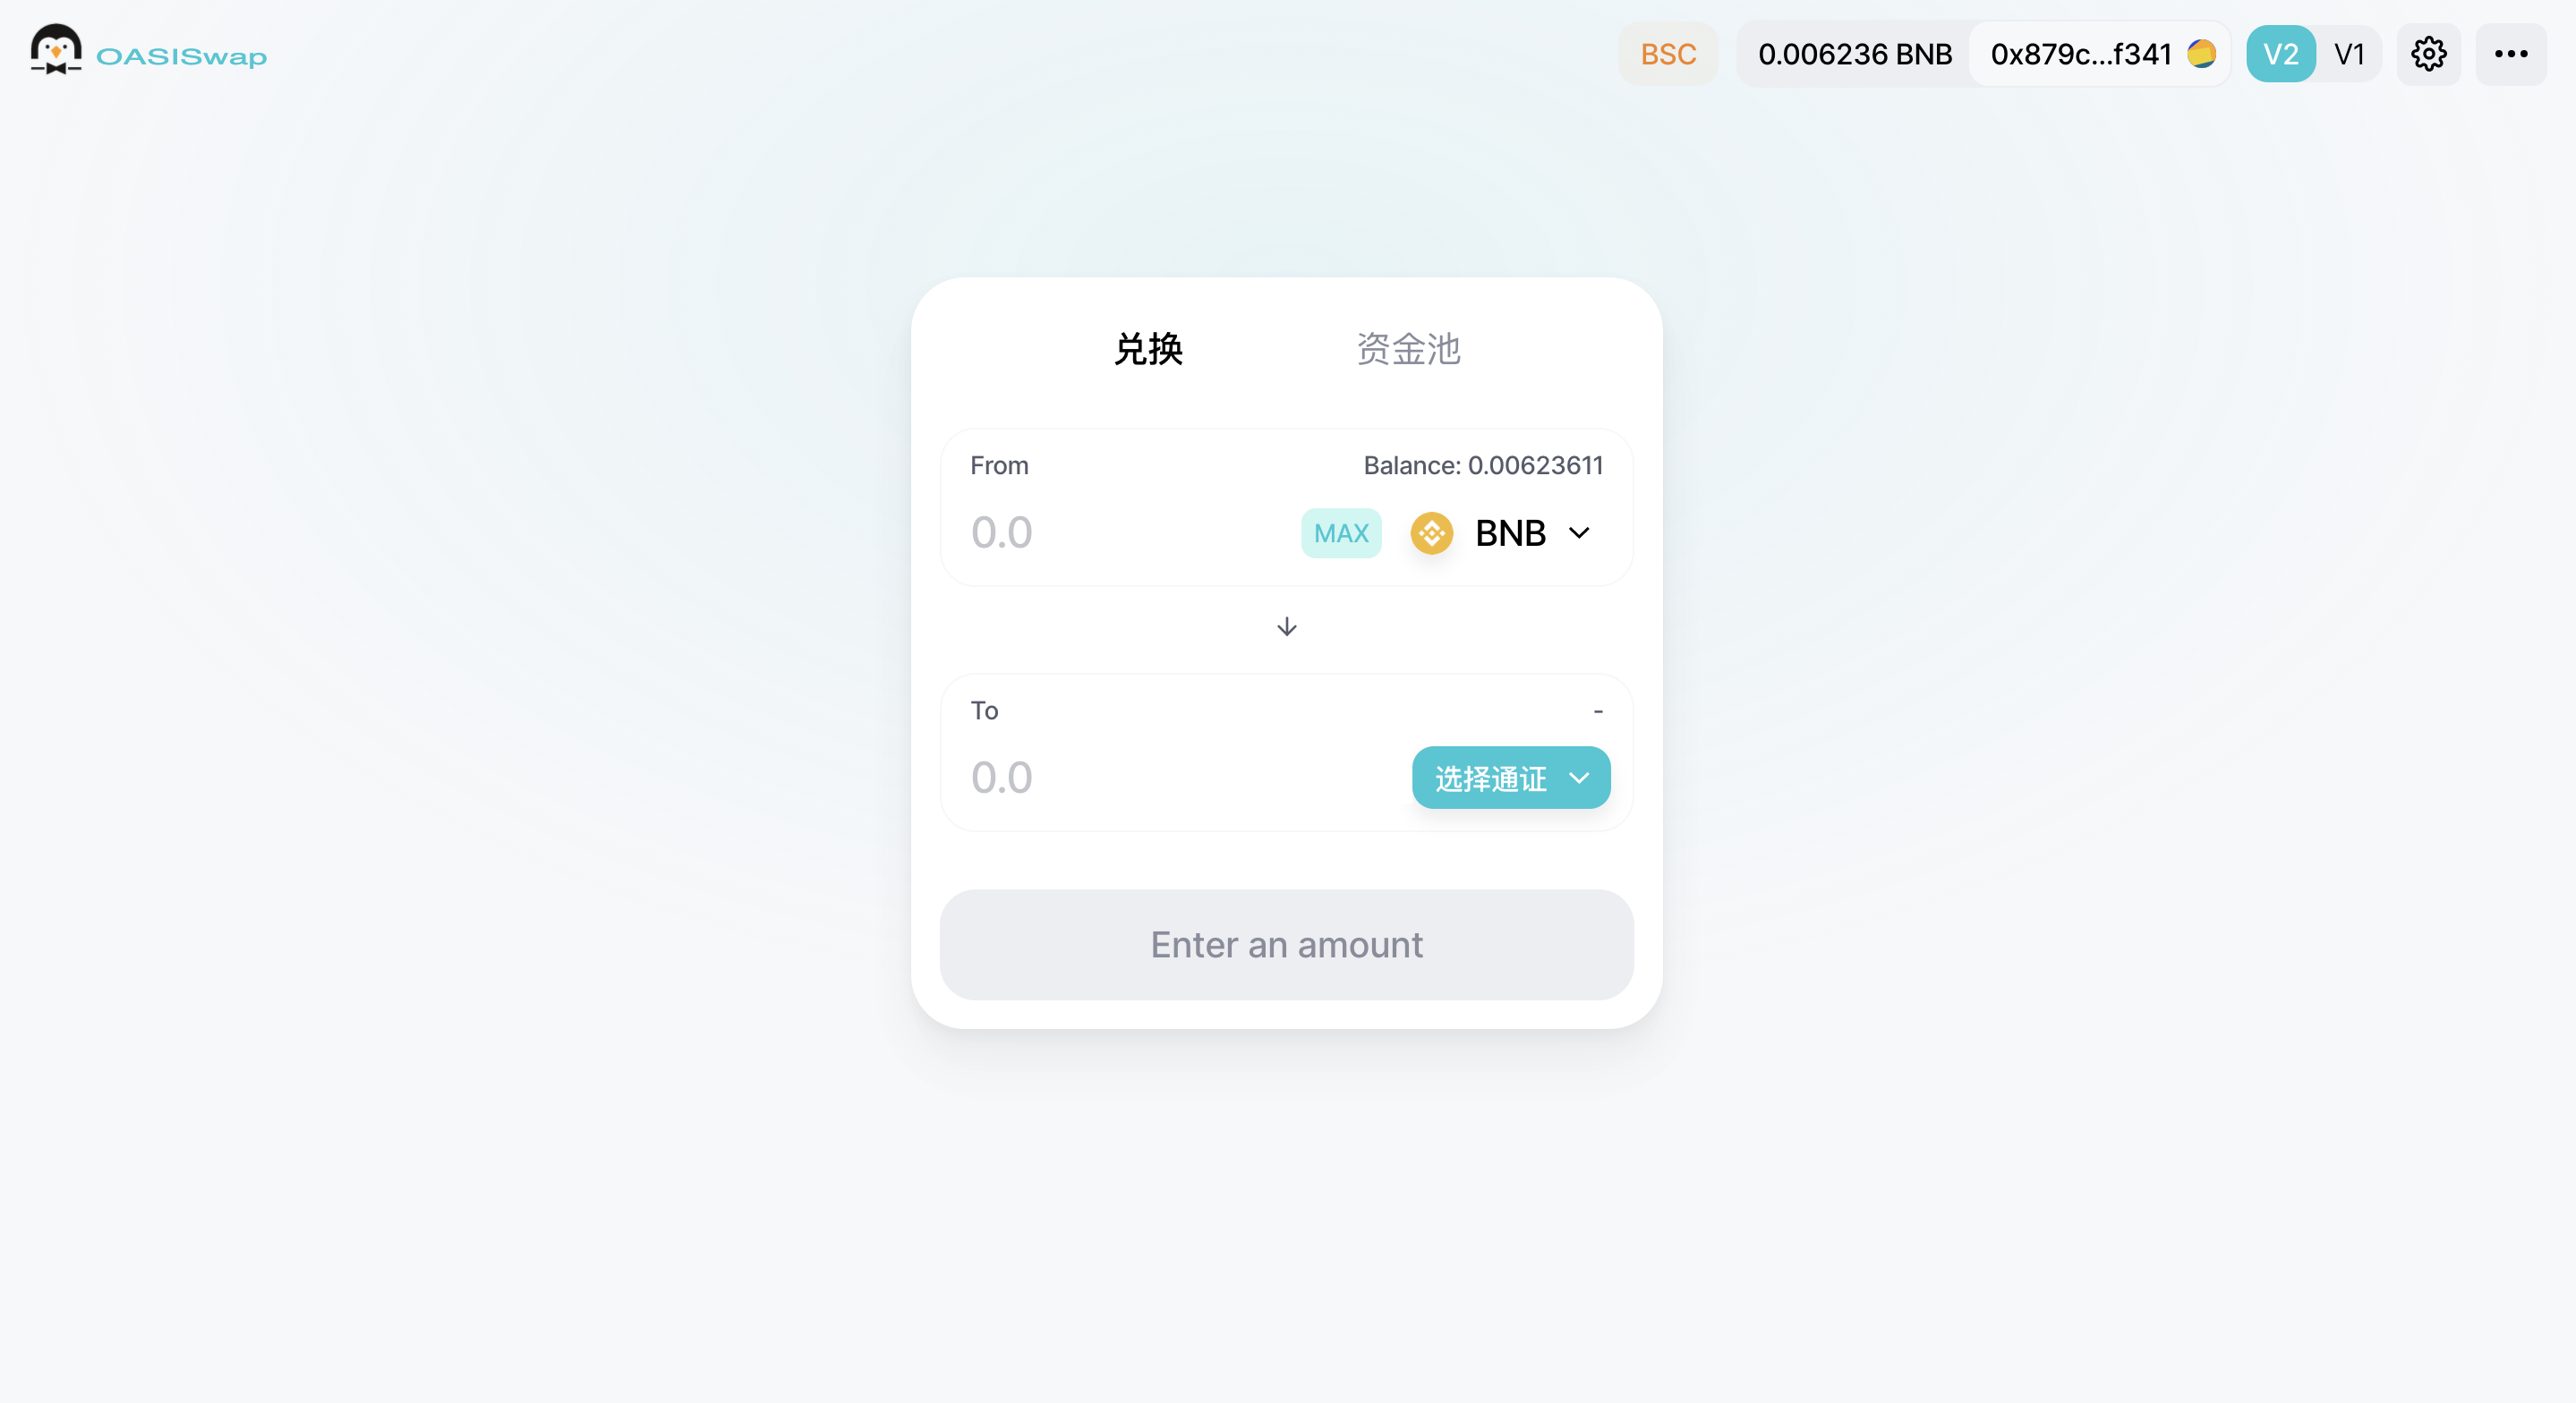 OASISwap
BSC
0.006236 BNB
0x879c...f341
V2
V1
兑换
资金池
From
Balance: 0.00623611
0.0
MAX
BNB
To
-
0.0
选择通证
Enter an amount